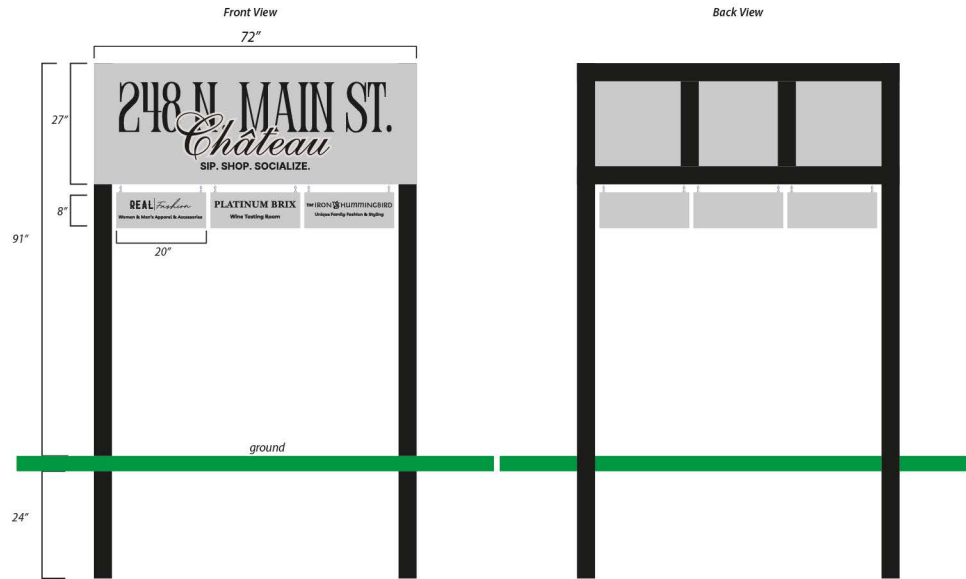 Front View
Back View
72"
27"
248 N. MAIN ST.
Château
SIP. SHOP. SOCIALIZE.
8"
REAL Fashion
Women & Men's Apparel & Accessories
PLATINUM BRIX
Wine Tasting Room
THE IRON HUMMINGBIRD
Unique Family Fashion & Styling
91"
20"
ground
24"